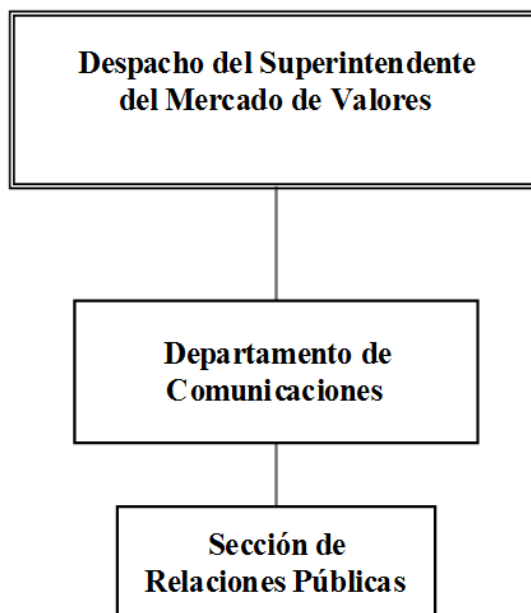 Despacho del Superintendente
del Mercado de Valores
Departamento de
Comunicaciones
Sección de
Relaciones Públicas